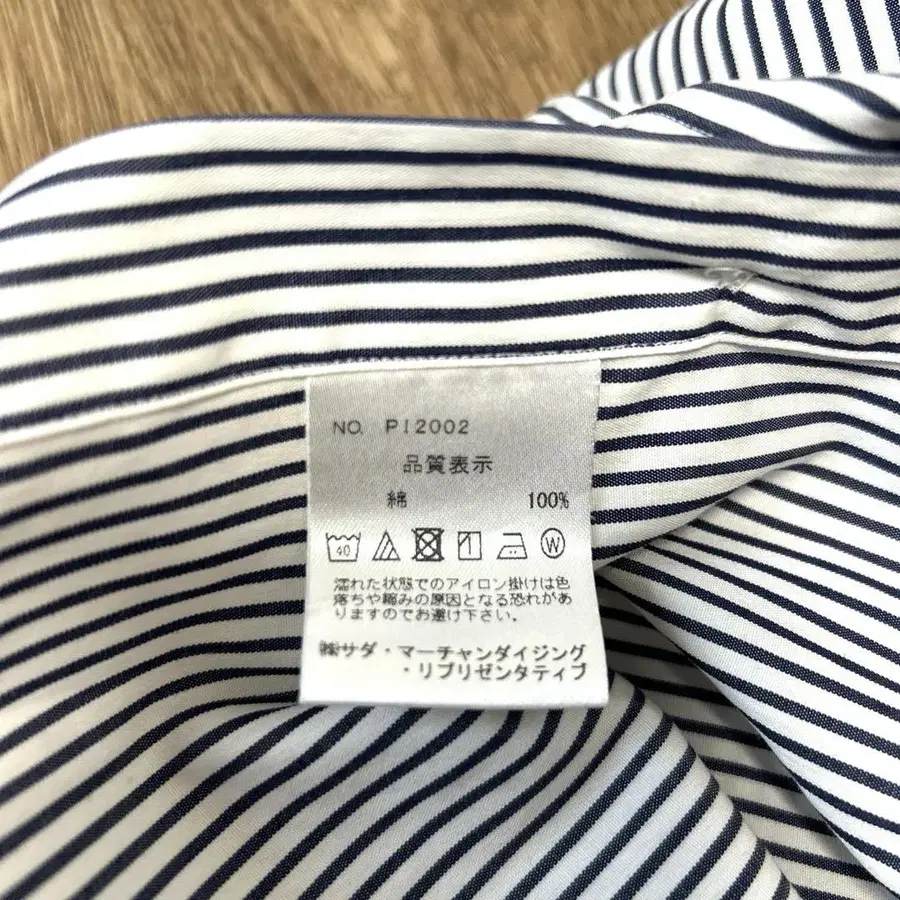 NO. P12002
品質表示
綿 100%
40 W
濡れた状態でのアイロン掛けは色
落ちや縮みの原因となる恐れがあ
りますのでお避け下さい。
㈱サダ・マーチャンダイジング
・リプリゼンタティブ